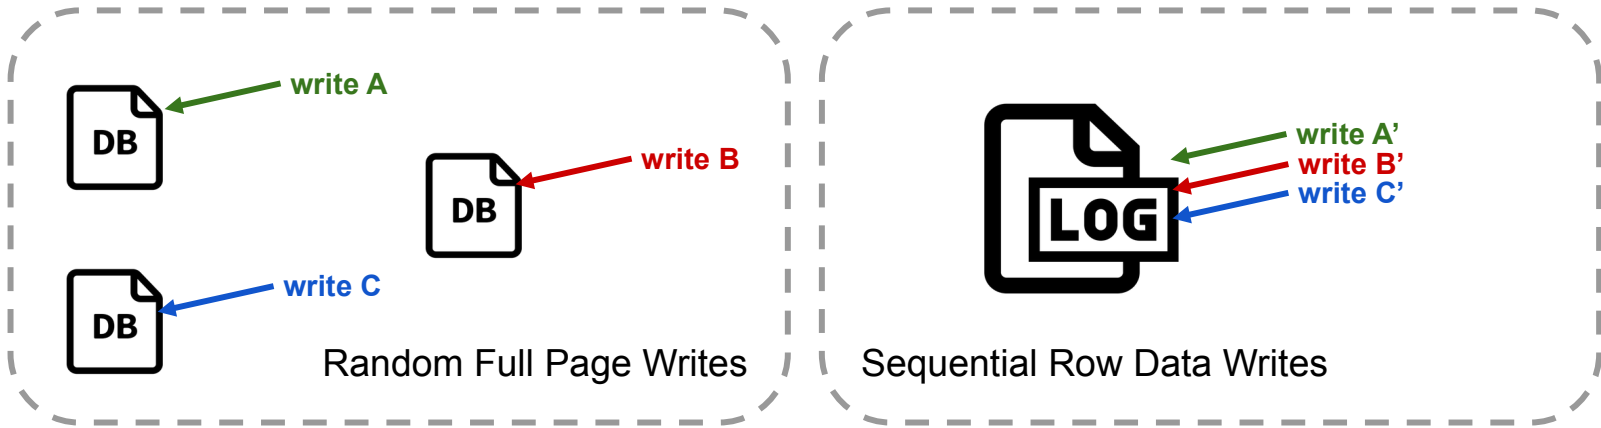 write A
DB
write B
DB
write C
DB
Random Full Page Writes
write A’
write B’
write C’
LOG
Sequential Row Data Writes